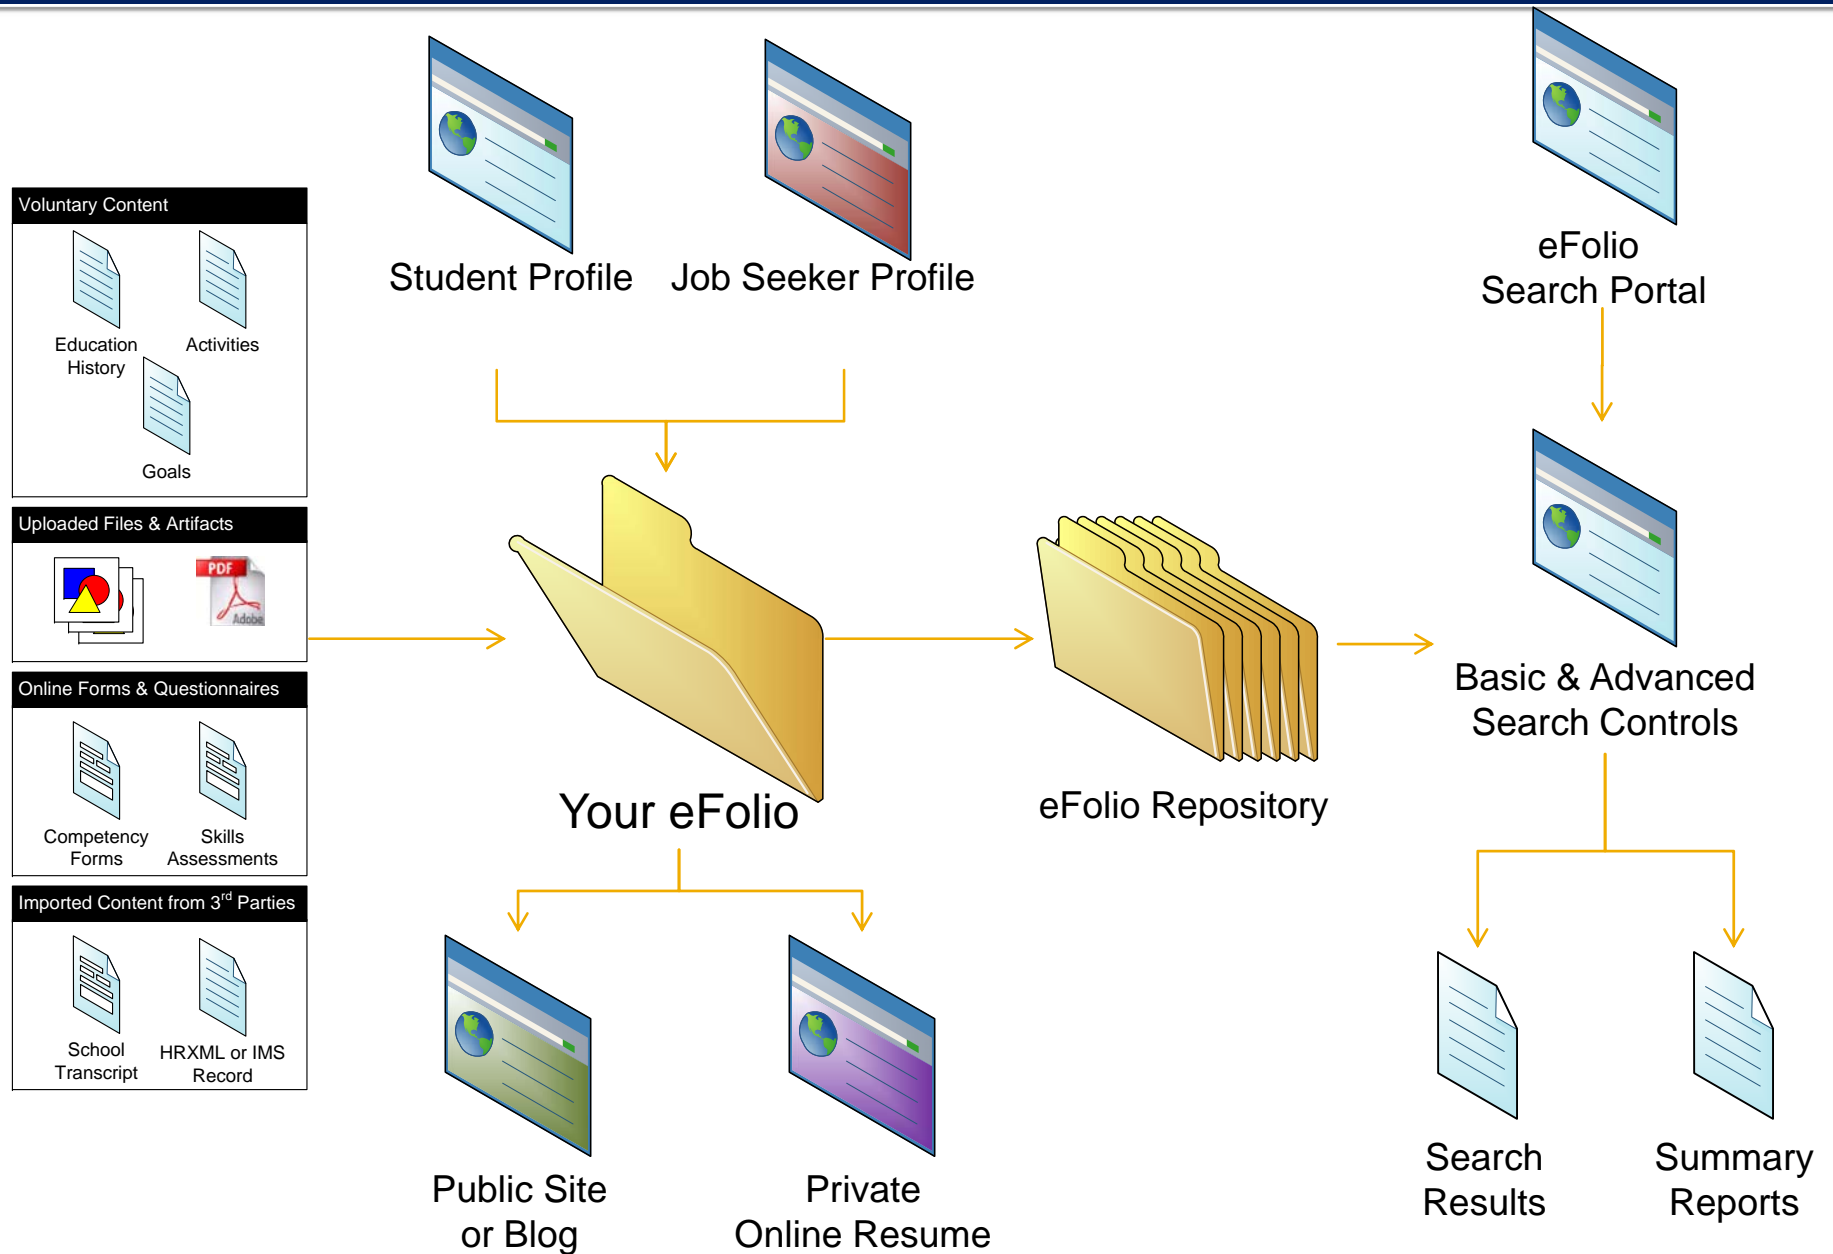 Student Profile
Job Seeker Profile
eFolio
Search Portal
Voluntary Content
Education
History
Activities
Goals
Uploaded Files & Artifacts
PDF
Adobe
Online Forms & Questionnaires
Competency
Forms
Skills
Assessments
Imported Content from 3rd Parties
School
Transcript
HRXML or IMS
Record
Your eFolio
eFolio Repository
Basic & Advanced
Search Controls
Public Site
or Blog
Private
Online Resume
Search
Results
Summary
Reports